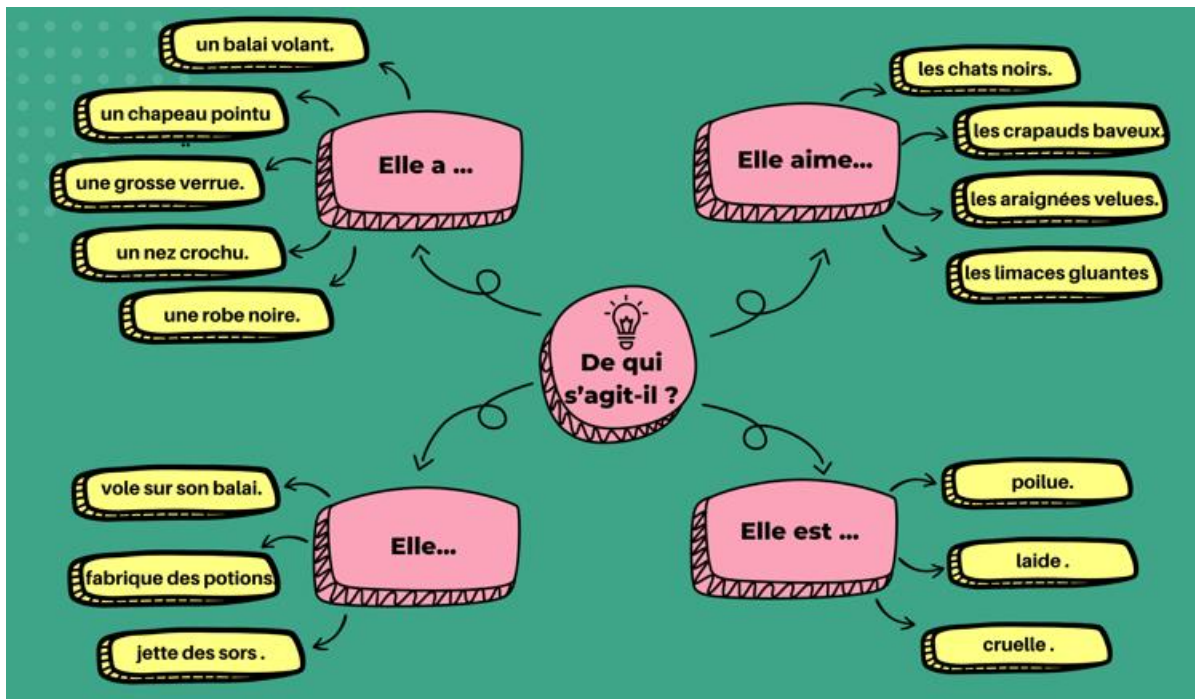 De qui
s’agit-il ?
Elle a ...
un balai volant.
un chapeau pointu
..
une grosse verrue.
un nez crochu.
une robe noire.
Elle aime...
les chats noirs.
les crapauds baveux.
les araignées velues.
les limaces gluantes
Elle...
vole sur son balai.
fabrique des potions.
jette des sors .
Elle est ...
poilue.
laide .
cruelle .